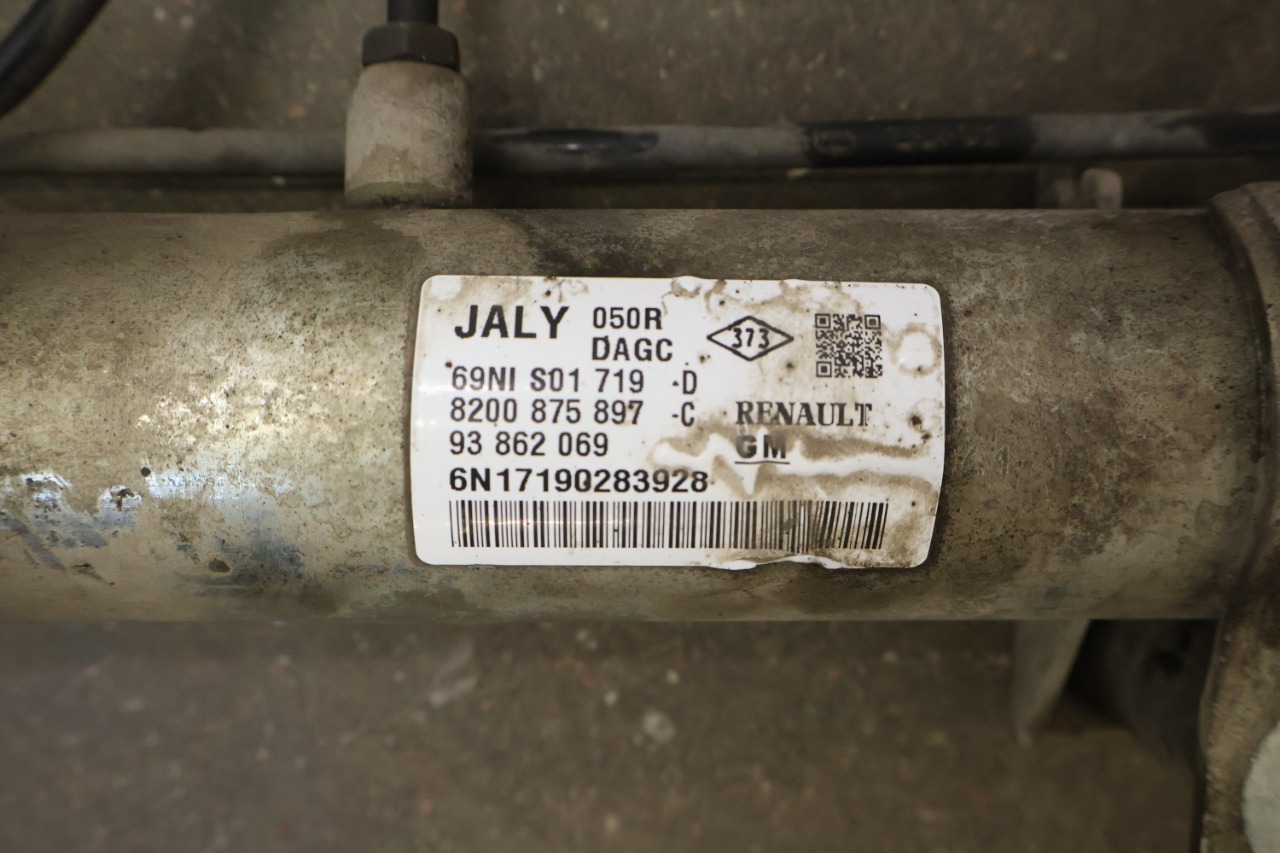 JALY 050R
DAGC
373
69NI S01 719 -D
8200 875 897 -C RENAULT
93 862 069 GM
6N17190283928